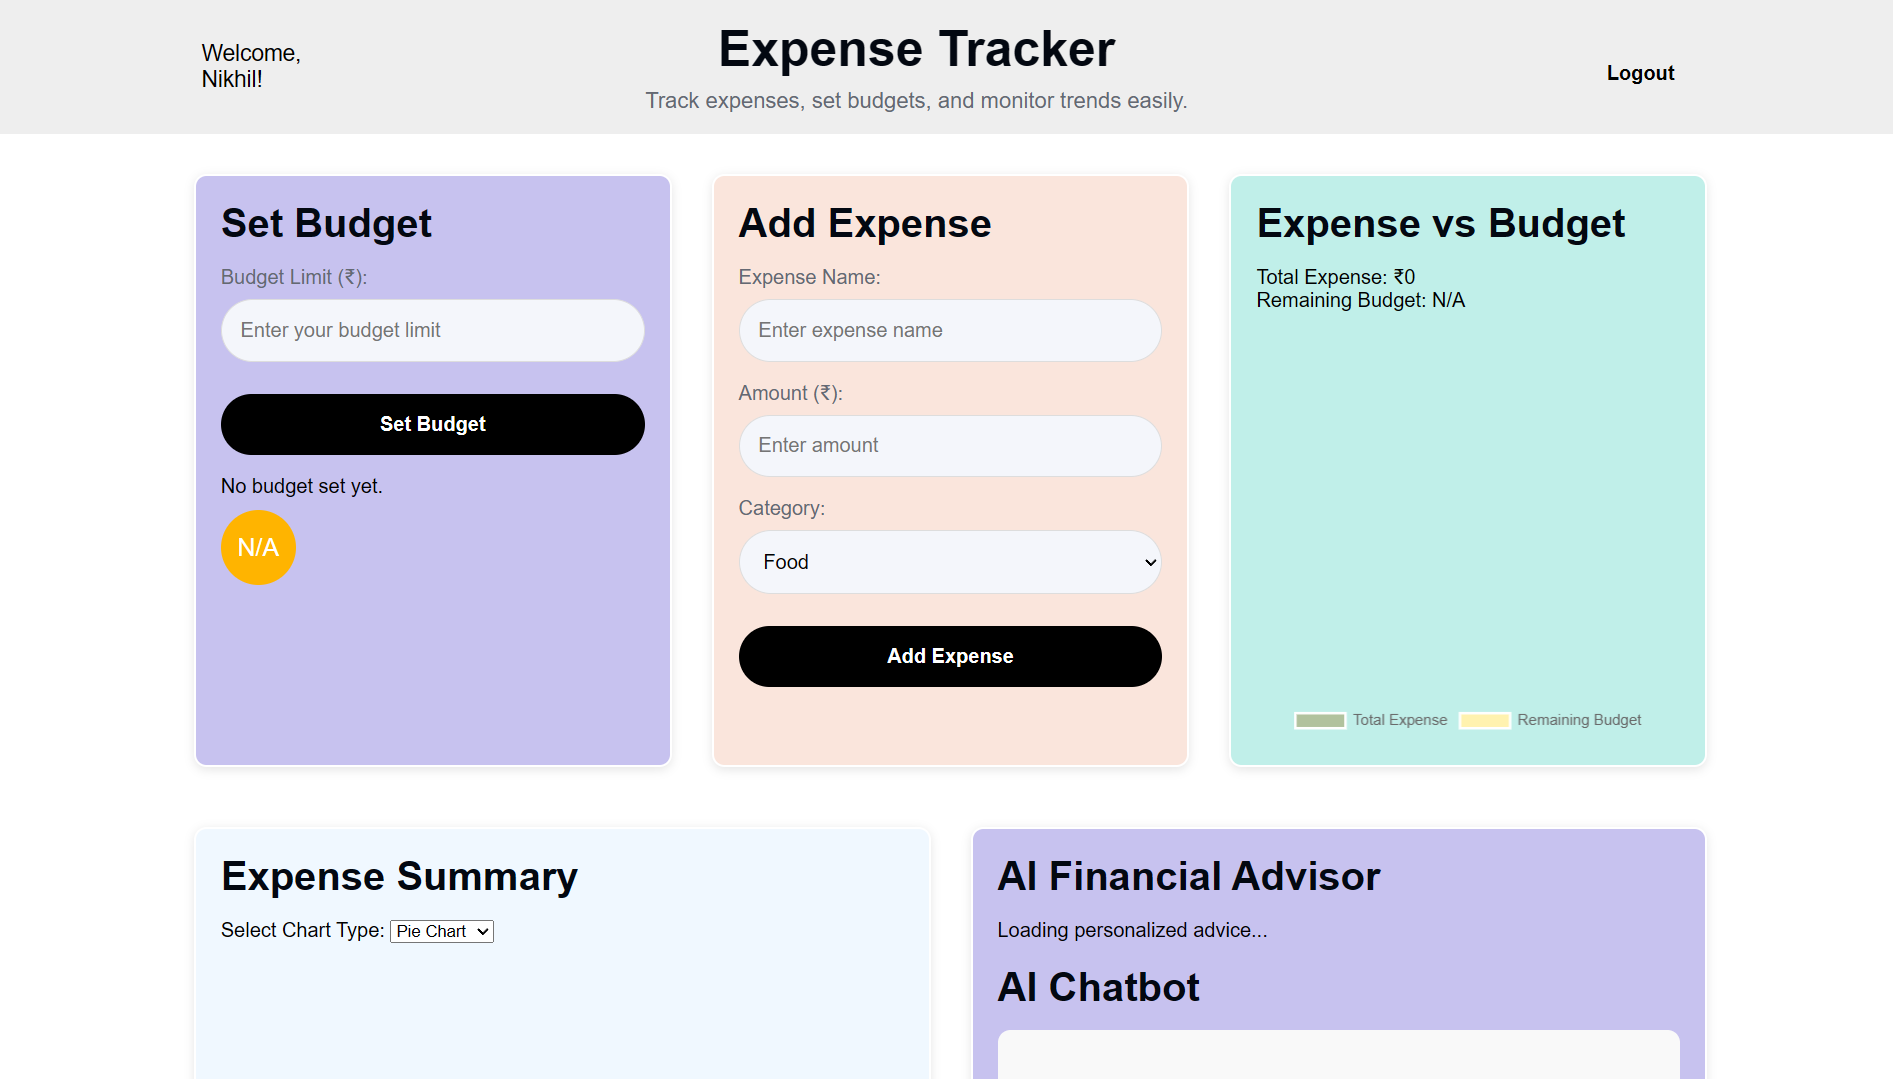 Welcome,
Nikhil!
Expense Tracker
Track expenses, set budgets, and monitor trends easily.
Logout
Set Budget
Budget Limit (₹):
Enter your budget limit
Set Budget
No budget set yet.
N/A
Add Expense
Expense Name:
Enter expense name
Amount (₹):
Enter amount
Category:
Food
Add Expense
Expense vs Budget
Total Expense: ₹0
Remaining Budget: N/A
Total Expense Remaining Budget
Expense Summary
Select Chart Type: Pie Chart
AI Financial Advisor
Loading personalized advice...
AI Chatbot